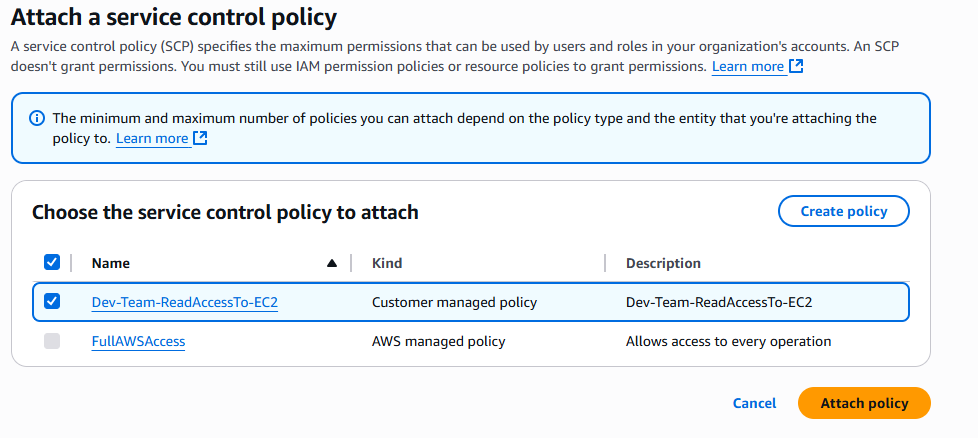 Attach a service control policy
A service control policy (SCP) specifies the maximum permissions that can be used by users and roles in your organization's accounts. An SCP
doesn't grant permissions. You must still use IAM permission policies or resource policies to grant permissions. Learn more
The minimum and maximum number of policies you can attach depend on the policy type and the entity that you're attaching the
policy to. Learn more
Choose the service control policy to attach
Create policy
Name Kind Description
Dev-Team-ReadAccessTo-EC2 Customer managed policy Dev-Team-ReadAccessTo-EC2
FullAWSAccess AWS managed policy Allows access to every operation
Cancel Attach policy